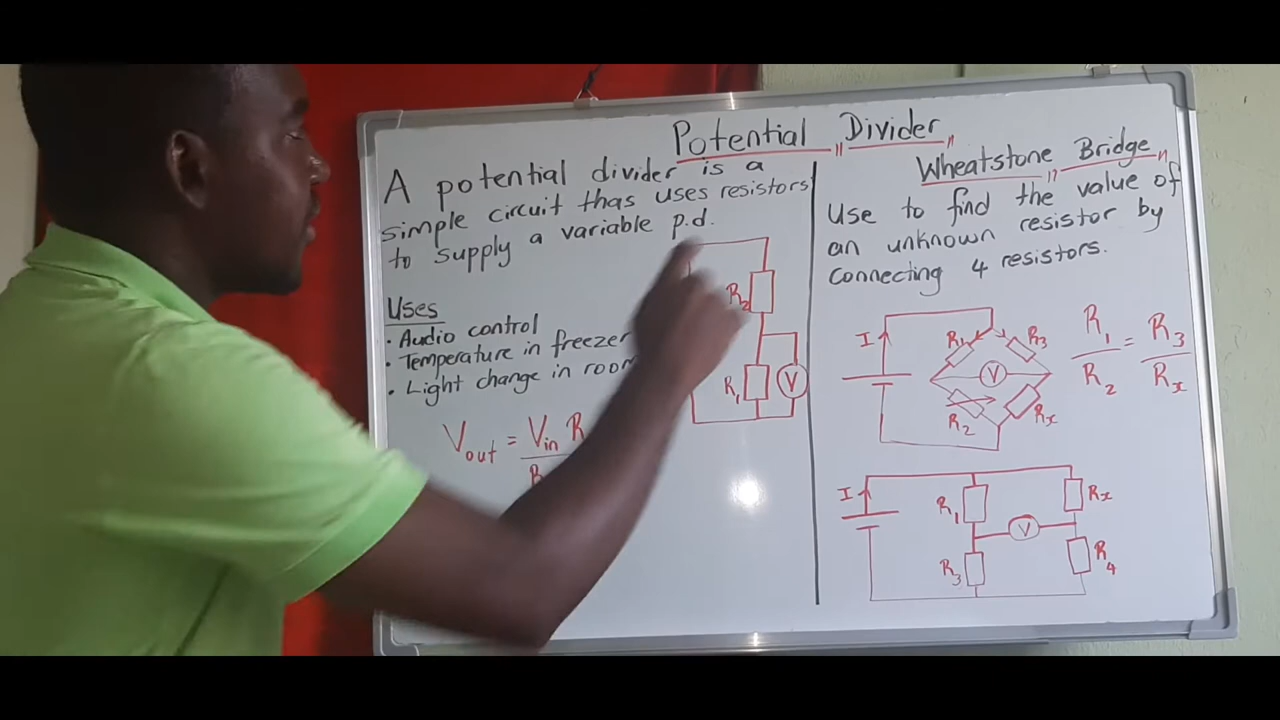 Potential " Divider "
A potential divider is a
simple circuit thas uses resistors
to supply a variable p.d.
Uses
· Audio control
· Temperature in freezer
· Light change in room
Vout = Vin R
R2
R1
V
Wheatstone " Bridge "
Use to find the value of
an unknown resistor by
connecting 4 resistors.
I
R1
R3
V
R2
Rx
R1/R2 = R3/Rx
I
R1
Rx
V
R3
R4